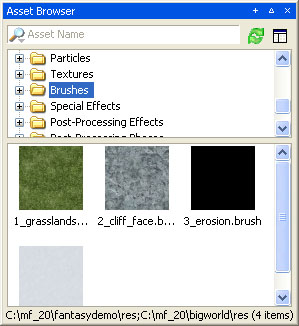 Asset Browser
Asset Name
Particles
Textures
Brushes
Special Effects
Post-Processing Effects
Post-Processing Phases
1_grasslands... 2_cliff_face.b... 3_erosion.brush
C:\mf_20\fantasydemo\res;C:\mf_20\bigworld\res (4 items)